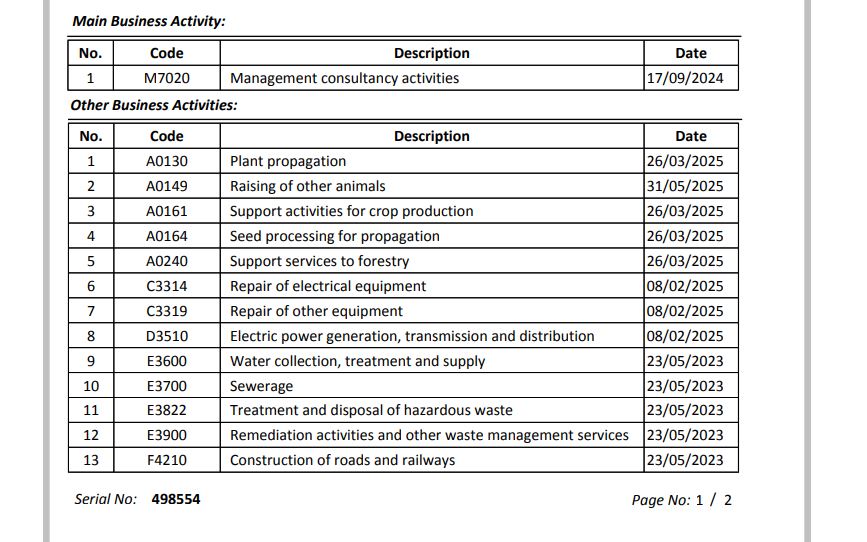 Main Business Activity:
No. Code Description Date
1 M7020 Management consultancy activities 17/09/2024
Other Business Activities:
No. Code Description Date
1 A0130 Plant propagation 26/03/2025
2 A0149 Raising of other animals 31/05/2025
3 A0161 Support activities for crop production 26/03/2025
4 A0164 Seed processing for propagation 26/03/2025
5 A0240 Support services to forestry 26/03/2025
6 C3314 Repair of electrical equipment 08/02/2025
7 C3319 Repair of other equipment 08/02/2025
8 D3510 Electric power generation, transmission and distribution 08/02/2025
9 E3600 Water collection, treatment and supply 23/05/2023
10 E3700 Sewerage 23/05/2023
11 E3822 Treatment and disposal of hazardous waste 23/05/2023
12 E3900 Remediation activities and other waste management services 23/05/2023
13 F4210 Construction of roads and railways 23/05/2023
Serial No: 498554 Page No: 1 / 2